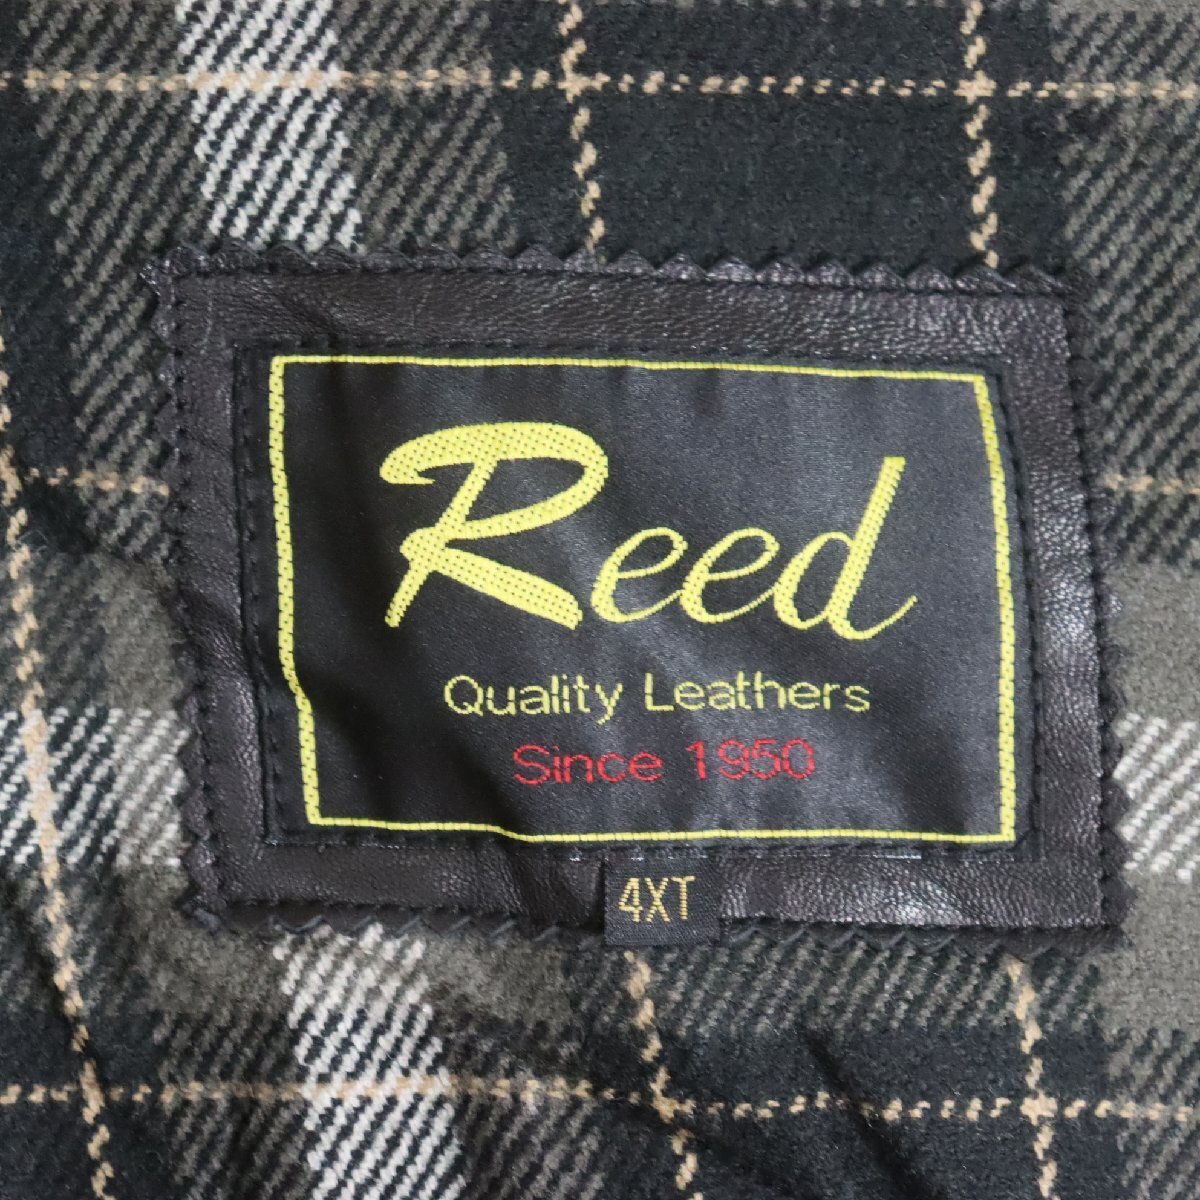 Reed
Quality Leathers
Since 1950
4XT